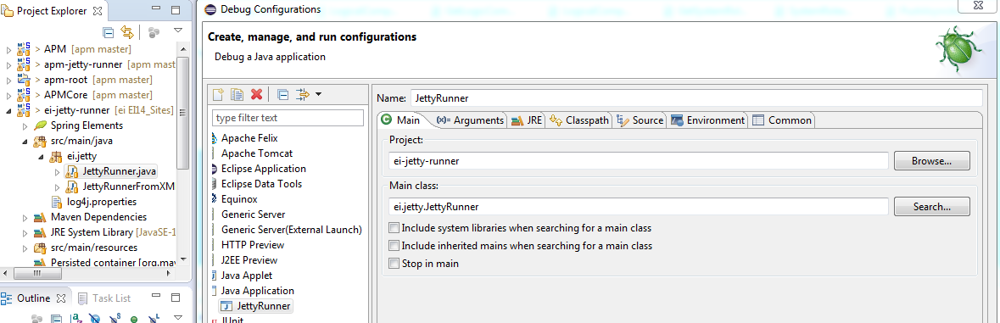 Project Explorer
> APM [apm master]
> apm-jetty-runner [apm mast
> apm-root [apm master]
> APMCore [apm master]
> ei-jetty-runner [ei EI14_Sites]
Spring Elements
src/main/java
ei.jetty
JettyRunner.java
JettyRunnerFromXM
log4j.properties
Maven Dependencies
JRE System Library [JavaSE-1
src/main/resources
Persisted container [org.mav
Outline
Task List
Debug Configurations
Create, manage, and run configurations
Debug a Java application
type filter text
Apache Felix
Apache Tomcat
Eclipse Application
Eclipse Data Tools
Equinox
Generic Server
Generic Server(External Launch)
HTTP Preview
J2EE Preview
Java Applet
Java Application
JettyRunner
JUnit
Name: JettyRunner
Main (x)= Arguments JRE Classpath Source Environment Common
Project:
ei-jetty-runner Browse...
Main class:
ei.jetty.JettyRunner Search...
Include system libraries when searching for a main class
Include inherited mains when searching for a main class
Stop in main